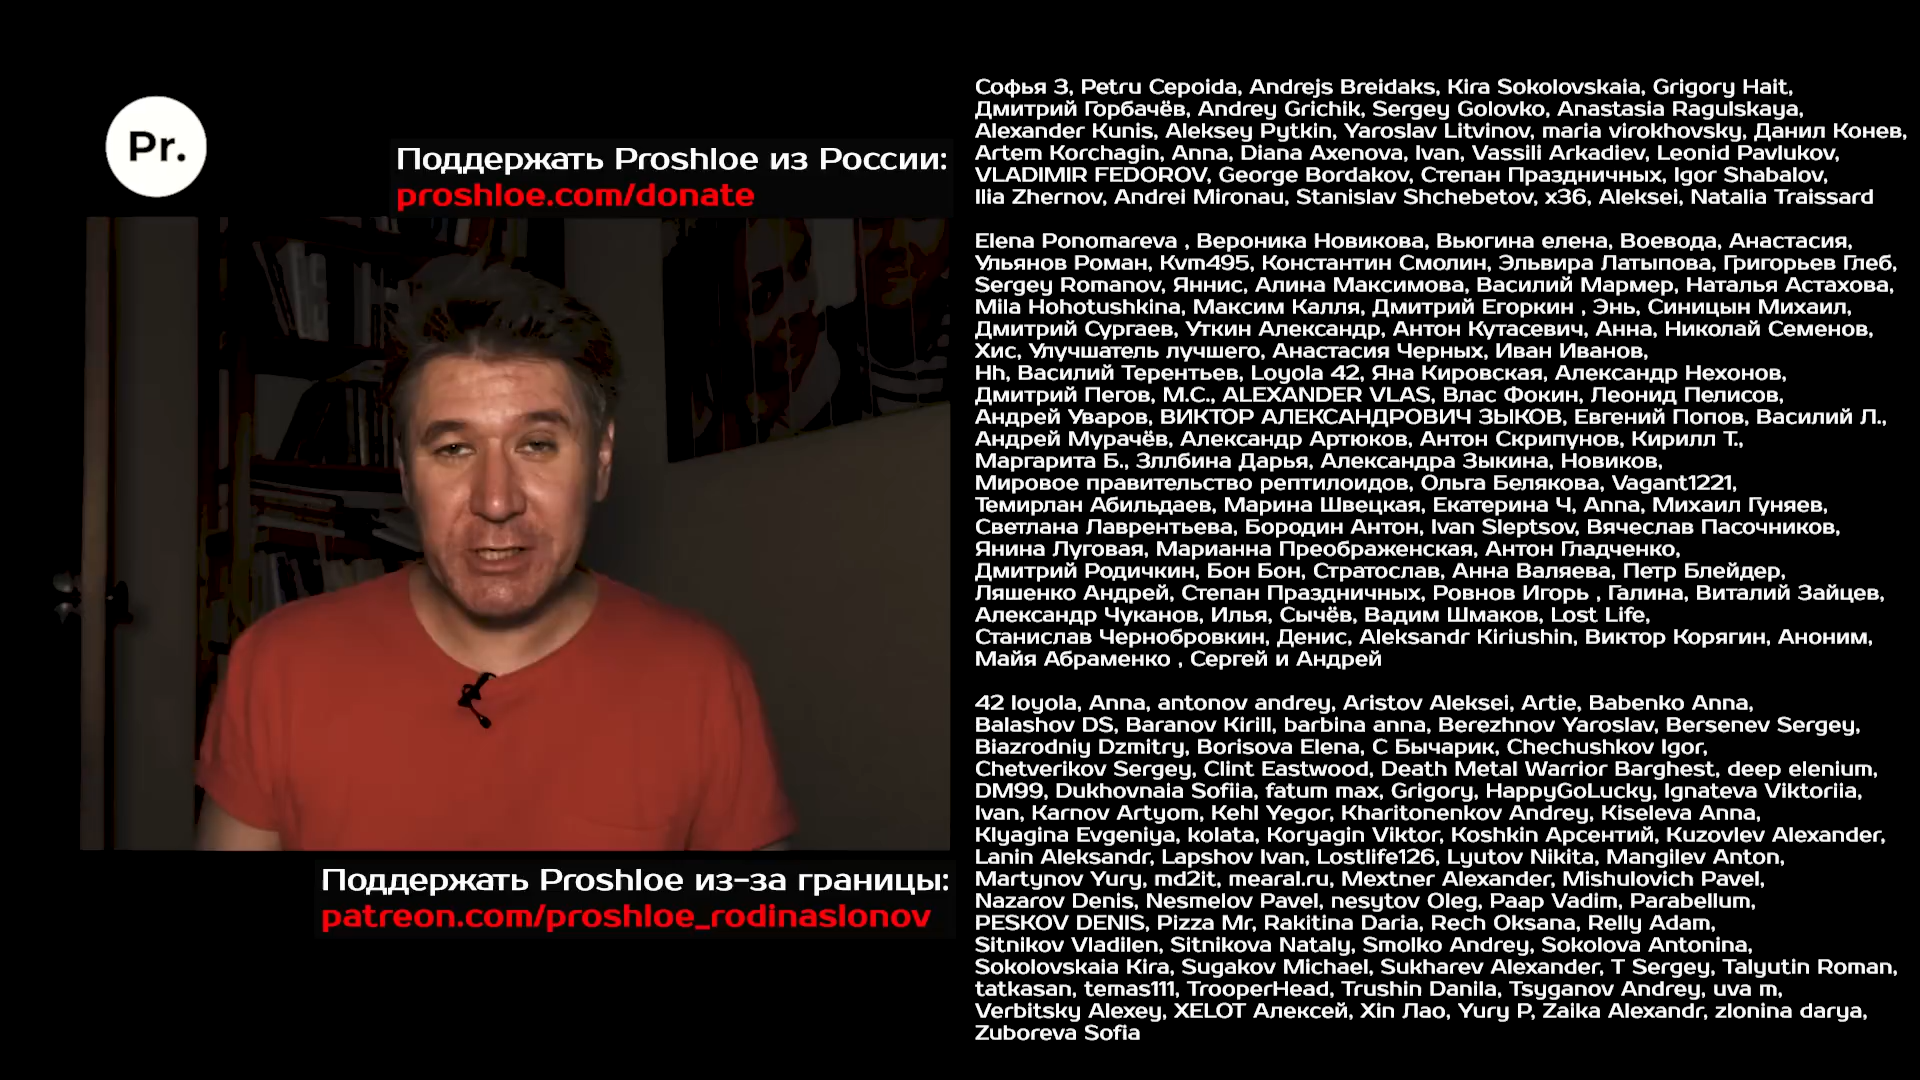 Pr.
Поддержать Proshloe из России:
proshloe.com/donate
Поддержать Proshloe из-за границы:
patreon.com/proshloe_rodinaslonov
Софья З, Petru Cepoida, Andrejs Breidaks, Kira Sokolovskaia, Grigory Hait,
Дмитрий Горбачёв, Andrey Grichik, Sergey Golovko, Anastasia Ragulskaya,
Alexander Kunis, Aleksey Pytkin, Yaroslav Litvinov, maria virokhovsky, Данил Конев,
Artem Korchagin, Anna, Diana Axenova, Ivan, Vassili Arkadiev, Leonid Pavlukov,
VLADIMIR FEDOROV, George Bordakov, Степан Праздничных, Igor Shabalov,
Ilia Zhernov, Andrei Mironau, Stanislav Shchebetov, x36, Aleksei, Natalia Traissard
Elena Ponomareva , Вероника Новикова, Вьюгина елена, Воевода, Анастасия,
Ульянов Роман, Kvm495, Константин Смолин, Эльвира Латыпова, Григорьев Глеб,
Sergey Romanov, Яннис, Алина Максимова, Василий Мармер, Наталья Астахова,
Mila Hohotushkina, Максим Калля, Дмитрий Егоркин , Энь, Синицын Михаил,
Дмитрий Сургаев, Уткин Александр, Антон Кутасевич, Анна, Николай Семенов,
Хис, Улучшатель лучшего, Анастасия Черных, Иван Иванов,
Hh, Василий Терентьев, Loyola 42, Яна Кировская, Александр Нехонов,
Дмитрий Пегов, М.С., ALEXANDER VLAS, Влас Фокин, Леонид Пелисов,
Андрей Уваров, ВИКТОР АЛЕКСАНДРОВИЧ ЗЫКОВ, Евгений Попов, Василий Л.,
Андрей Мурачёв, Александр Артюков, Антон Скрипунов, Кирилл Т.,
Маргарита Б., Зллбина Дарья, Александра Зыкина, Новиков,
Мировое правительство рептилоидов, Ольга Белякова, Vagant1221,
Темирлан Абильдаев, Марина Швецкая, Екатерина Ч, Anna, Михаил Гуняев,
Светлана Лаврентьева, Бородин Антон, Ivan Sleptsov, Вячеслав Пасочников,
Янина Луговая, Марианна Преображенская, Антон Гладченко,
Дмитрий Родичкин, Бон Бон, Стратослав, Анна Валяева, Петр Блейдер,
Ляшенко Андрей, Степан Праздничных, Ровнов Игорь , Галина, Виталий Зайцев,
Александр Чуканов, Илья, Сычёв, Вадим Шмаков, Lost Life,
Станислав Чернобровкин, Денис, Aleksandr Kiriushin, Виктор Корягин, Аноним,
Майя Абраменко , Сергей и Андрей
42 loyola, Anna, antonov andrey, Aristov Aleksei, Artie, Babenko Anna,
Balashov DS, Baranov Kirill, barbina anna, Berezhnov Yaroslav, Bersenev Sergey,
Biazrodniy Dzmitry, Borisova Elena, C Бычарик, Chechushkov Igor,
Chetverikov Sergey, Clint Eastwood, Death Metal Warrior Barghest, deep elenium,
DM99, Dukhovnaia Sofiia, fatum max, Grigory, HappyGoLucky, Ignateva Viktoriia,
Ivan, Karnov Artyom, Kehl Yegor, Kharitonenkov Andrey, Kiseleva Anna,
Klyagina Evgeniya, kolata, Koryagin Viktor, Koshkin Арсентий, Kuzovlev Alexander,
Lanin Aleksandr, Lapshov Ivan, Lostlife126, Lyutov Nikita, Mangilev Anton,
Martynov Yury, md2it, mearal.ru, Mextner Alexander, Mishulovich Pavel,
Nazarov Denis, Nesmelov Pavel, nesytov Oleg, Paap Vadim, Parabellum,
PESKOV DENIS, Pizza Mr, Rakitina Daria, Rech Oksana, Relly Adam,
Sitnikov Vladilen, Sitnikova Nataly, Smolko Andrey, Sokolova Antonina,
Sokolovskaia Kira, Sugakov Michael, Sukharev Alexander, T Sergey, Talyutin Roman,
tatkasan, temas111, TrooperHead, Trushin Danila, Tsyganov Andrey, uva m,
Verbitsky Alexey, XELOT Алексей, Xin Лао, Yury P, Zaika Alexandr, zlonina darya,
Zuboreva Sofia